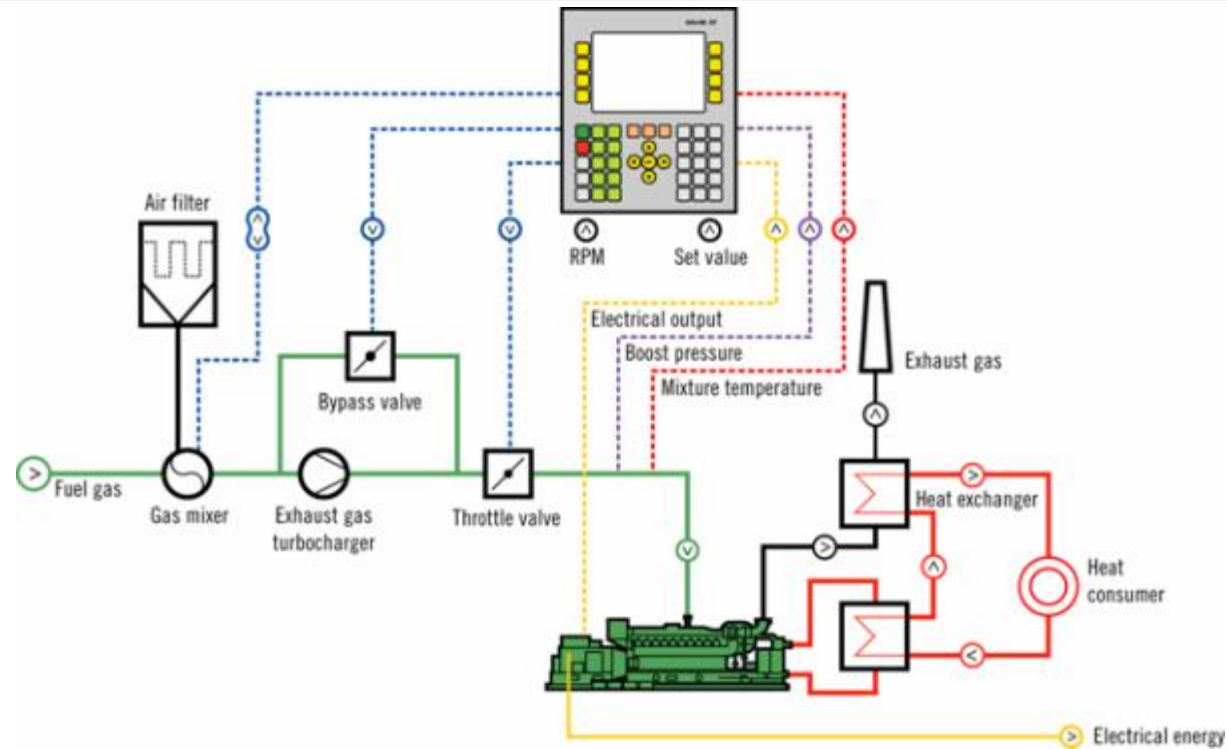 Air filter
RPM
Set value
Electrical output
Boost pressure
Mixture temperature
Exhaust gas
Bypass valve
Fuel gas
Gas mixer
Exhaust gas
turbocharger
Throttle valve
Heat exchanger
Heat
consumer
Electrical energy